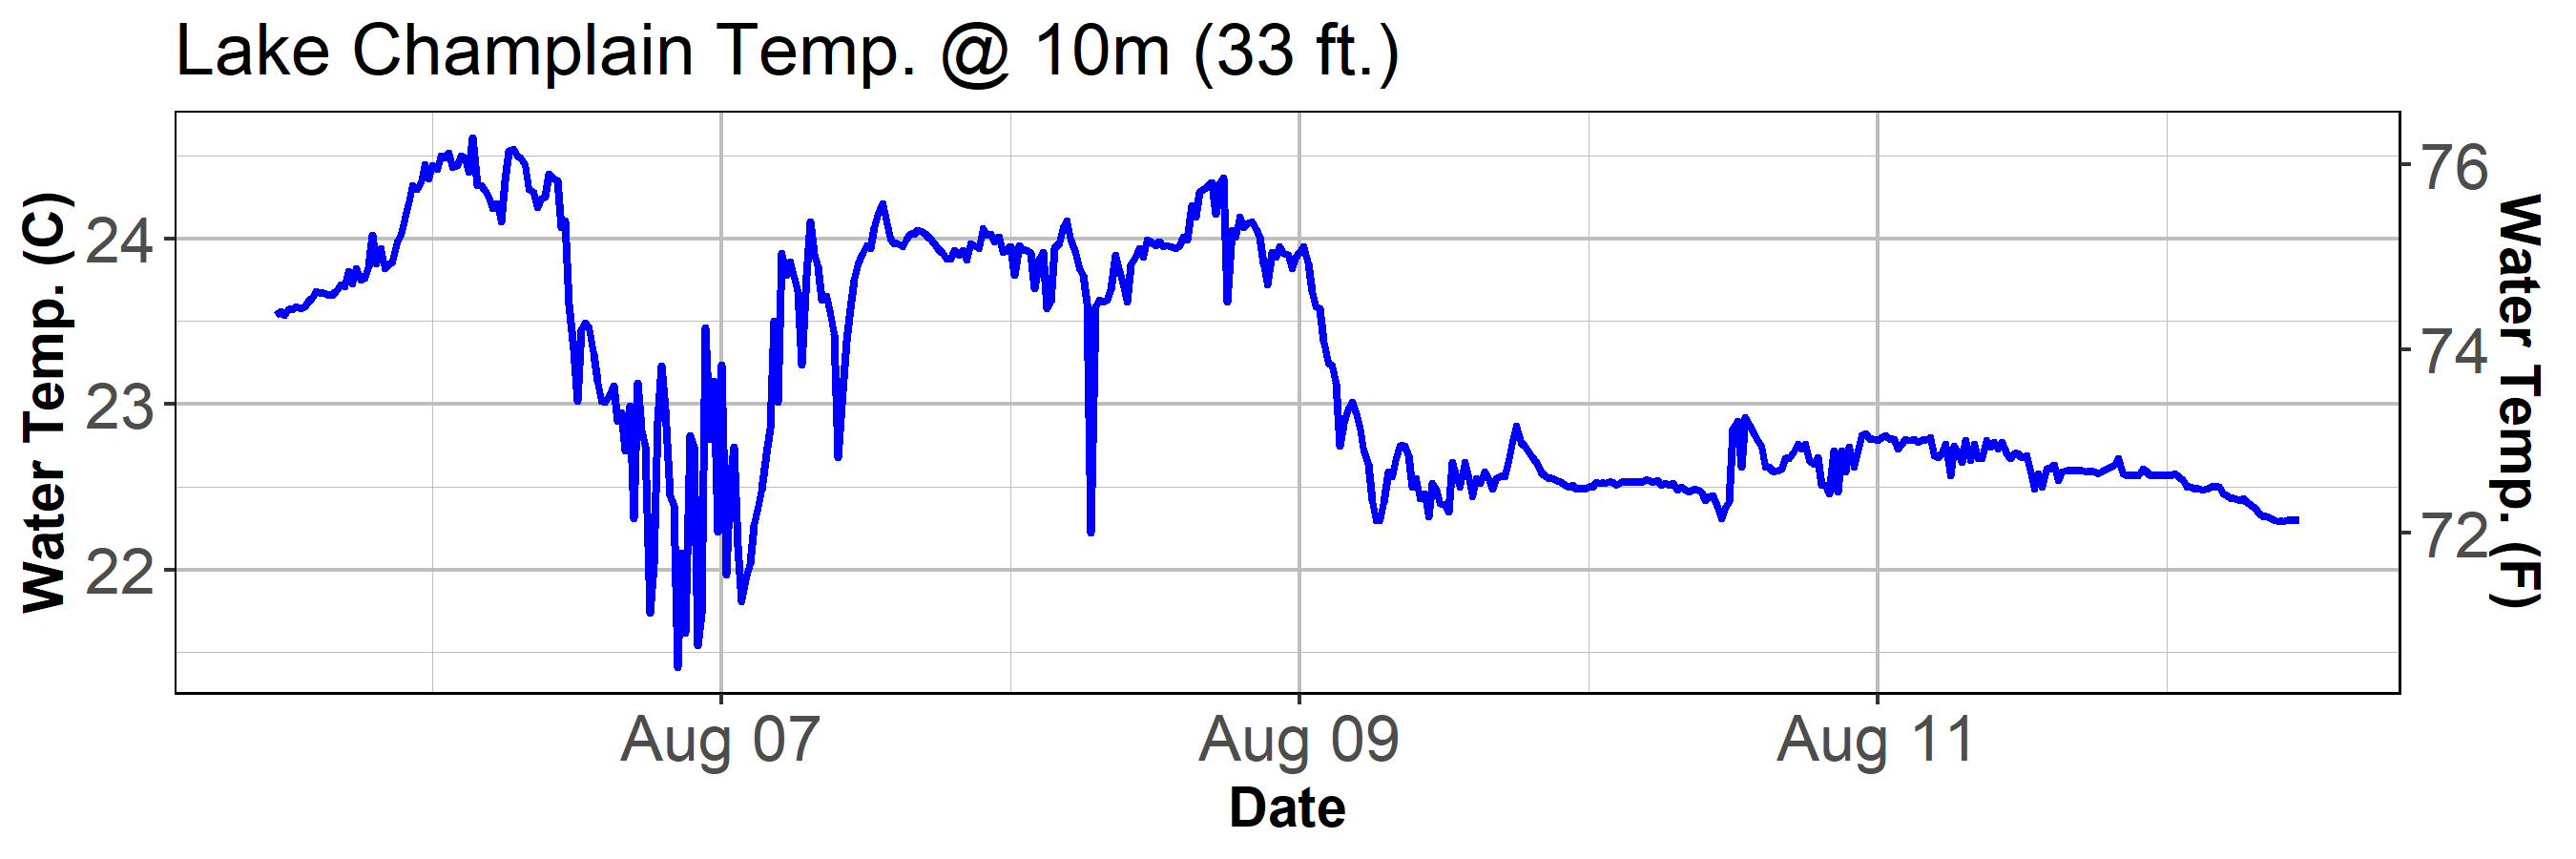 Lake Champlain Temp. @ 10m (33 ft.)
Water Temp. (C)
24
23
22
76
74
72
Water Temp. (F)
Aug 07
Aug 09
Aug 11
Date